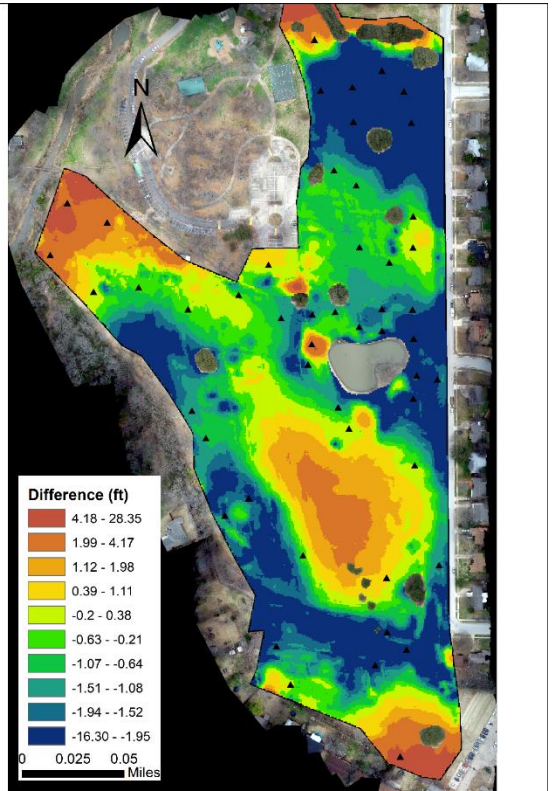 N
Difference (ft)
4.18 - 28.35
1.99 - 4.17
1.12 - 1.98
0.39 - 1.11
-0.2 - 0.38
-0.63 - -0.21
-1.07 - -0.64
-1.51 - -1.08
-1.94 - -1.52
-16.30 - -1.95
0 0.025 0.05
Miles